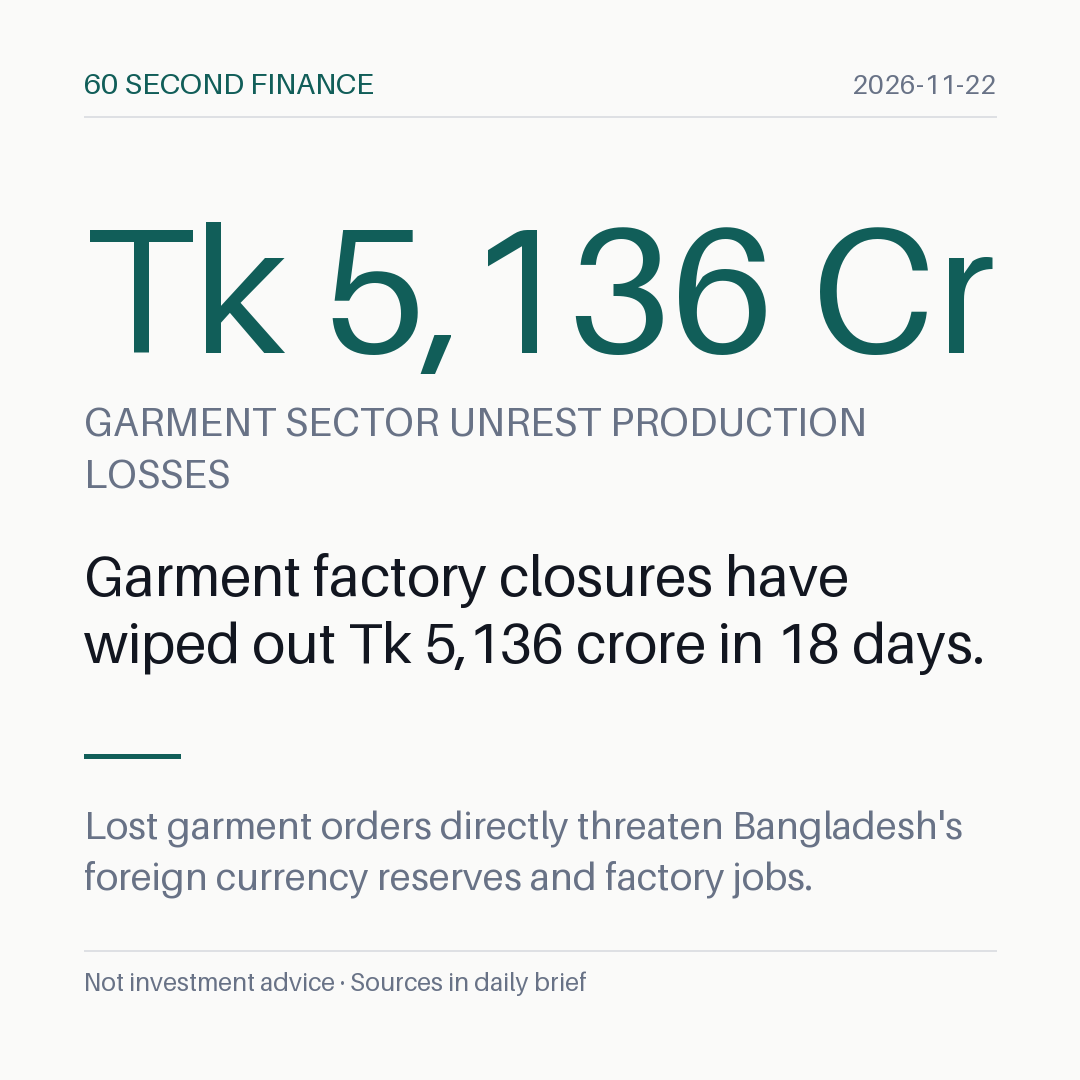 60 SECOND FINANCE
2026-11-22
Tk 5,136 Cr
GARMENT SECTOR UNREST PRODUCTION
LOSSES
Garment factory closures have
wiped out Tk 5,136 crore in 18 days.
Lost garment orders directly threaten Bangladesh's
foreign currency reserves and factory jobs.
Not investment advice · Sources in daily brief